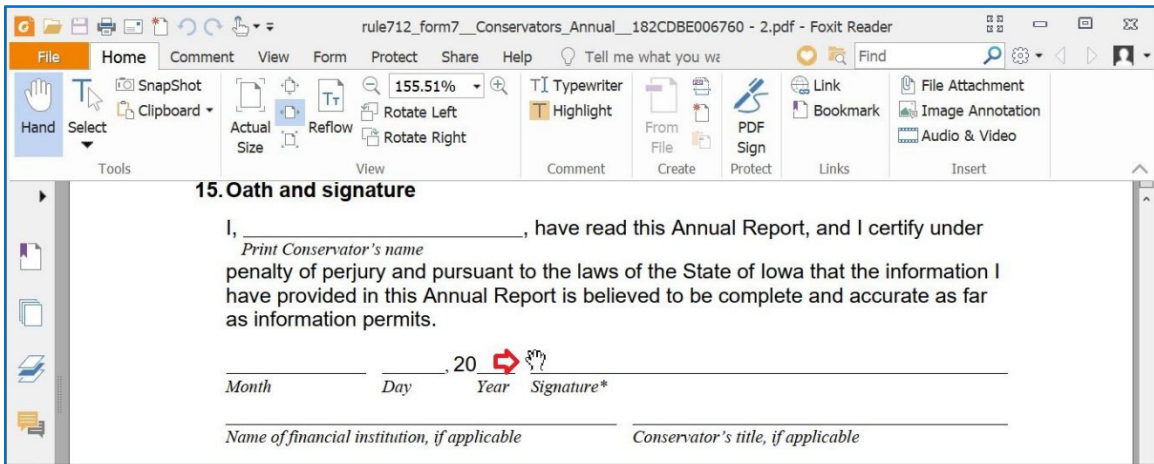 rule712_form7__Conservators_Annual__182CDBE006760 - 2.pdf - Foxit Reader
File Home Comment View Form Protect Share Help Tell me what you wa Find
SnapShot
Clipboard
Hand Select
Tools
Actual Size
Reflow
155.51%
Rotate Left
Rotate Right
View
Typewriter
Highlight
Comment
From File
Create
PDF Sign
Protect
Link
Bookmark
Links
File Attachment
Image Annotation
Audio & Video
Insert
15. Oath and signature
I, _________________________, have read this Annual Report, and I certify under
Print Conservator's name
penalty of perjury and pursuant to the laws of the State of Iowa that the information I
have provided in this Annual Report is believed to be complete and accurate as far
as information permits.
_____________ ______, 20____ 
Month Day Year Signature*
Name of financial institution, if applicable Conservator's title, if applicable